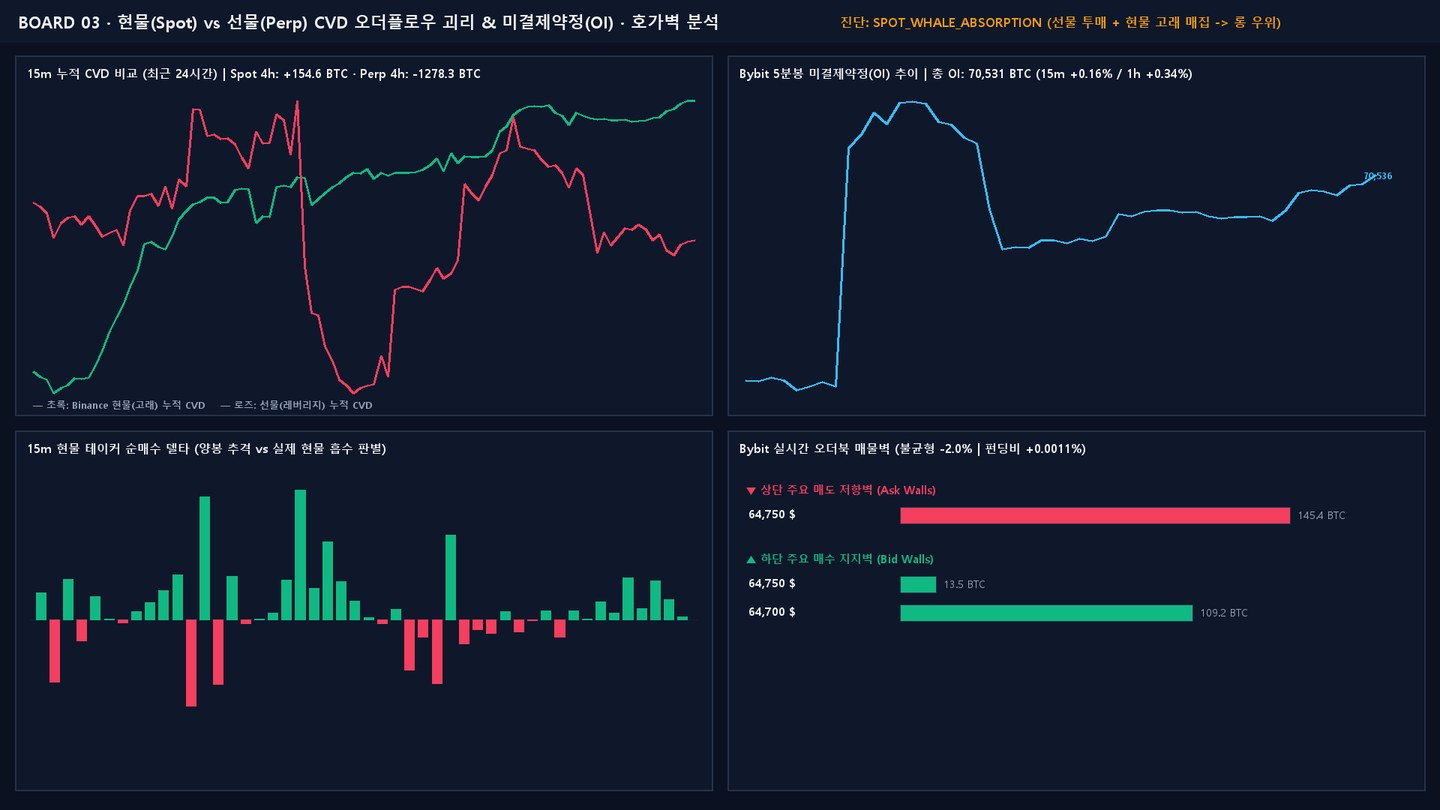 BOARD 03 · 현물(Spot) vs 선물(Perp) CVD 오더플로우 괴리 & 미결제약정(OI) · 호가벽 분석
진단: SPOT_WHALE_ABSORPTION (선물 투매 + 현물 고래 매집 -> 롱 우위)
15m 누적 CVD 비교 (최근 24시간) | Spot 4h: +154.6 BTC · Perp 4h: -1278.3 BTC
— 초록: Binance 현물(고래) 누적 CVD
— 로즈: 선물(레버리지) 누적 CVD
Bybit 5분봉 미결제약정(OI) 추이 | 총 OI: 70,531 BTC (15m +0.16% / 1h +0.34%)
70,536
15m 현물 테이커 순매수 델타 (양봉 추격 vs 실제 현물 흡수 판별)
Bybit 실시간 오더북 매물벽 (불균형 -2.0% | 펀딩비 +0.0011%)
▼ 상단 주요 매도 저항벽 (Ask Walls)
64,750 $ 145.4 BTC
▲ 하단 주요 매수 지지벽 (Bid Walls)
64,750 $ 13.5 BTC
64,700 $ 109.2 BTC